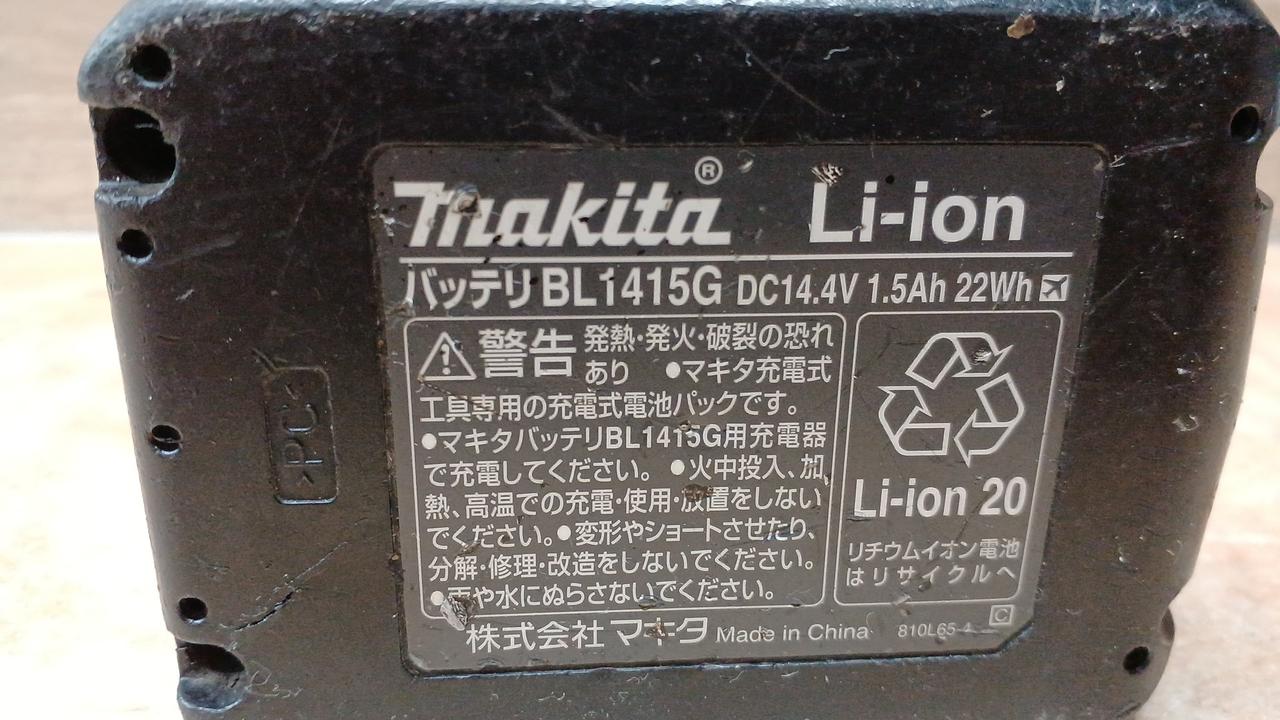 makita® Li-ion
バッテリ BL1415G DC14.4V 1.5Ah 22Wh
警告 発熱・発火・破裂の恐れ
あり ●マキタ充電式
工具専用の充電式電池パックです。
●マキタバッテリBL1415G用充電器
で充電してください。 ●火中投入、加
熱、高温での充電・使用・放置をしない
でください。●変形やショートさせたり、
分解・修理・改造をしないでください。
●雨や水にぬらさないでください。
Li-ion 20
リチウムイオン電池
はリサイクルへ
株式会社 マキタ Made in China 810L65-4 C
>PC<